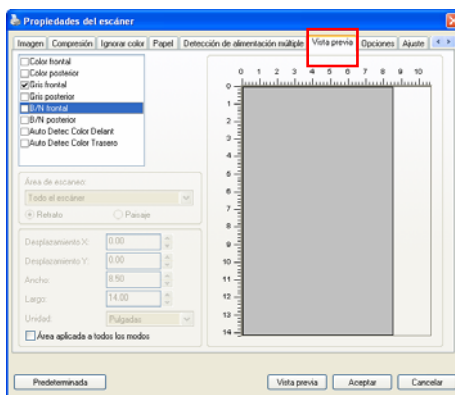 Propiedades del escáner
Imagen Compresión Ignorar color Papel Detección de alimentación múltiple Vista previa Opciones Ajuste
Color frontal
Color posterior
Gris frontal
Gris posterior
B/N frontal
B/N posterior
Auto Detec Color Delant
Auto Detec Color Trasero
Área de escaneo:
Todo el escáner
Retrato Paisaje
Desplazamiento X: 0.00
Desplazamiento Y: 0.00
Ancho: 8.50
Largo: 14.00
Unidad: Pulgadas
Área aplicada a todos los modos
0 1 2 3 4 5 6 7 8 9 10
0
1
2
3
4
5
6
7
8
9
10
11
12
13
14
Predeterminada Vista previa Aceptar Cancelar